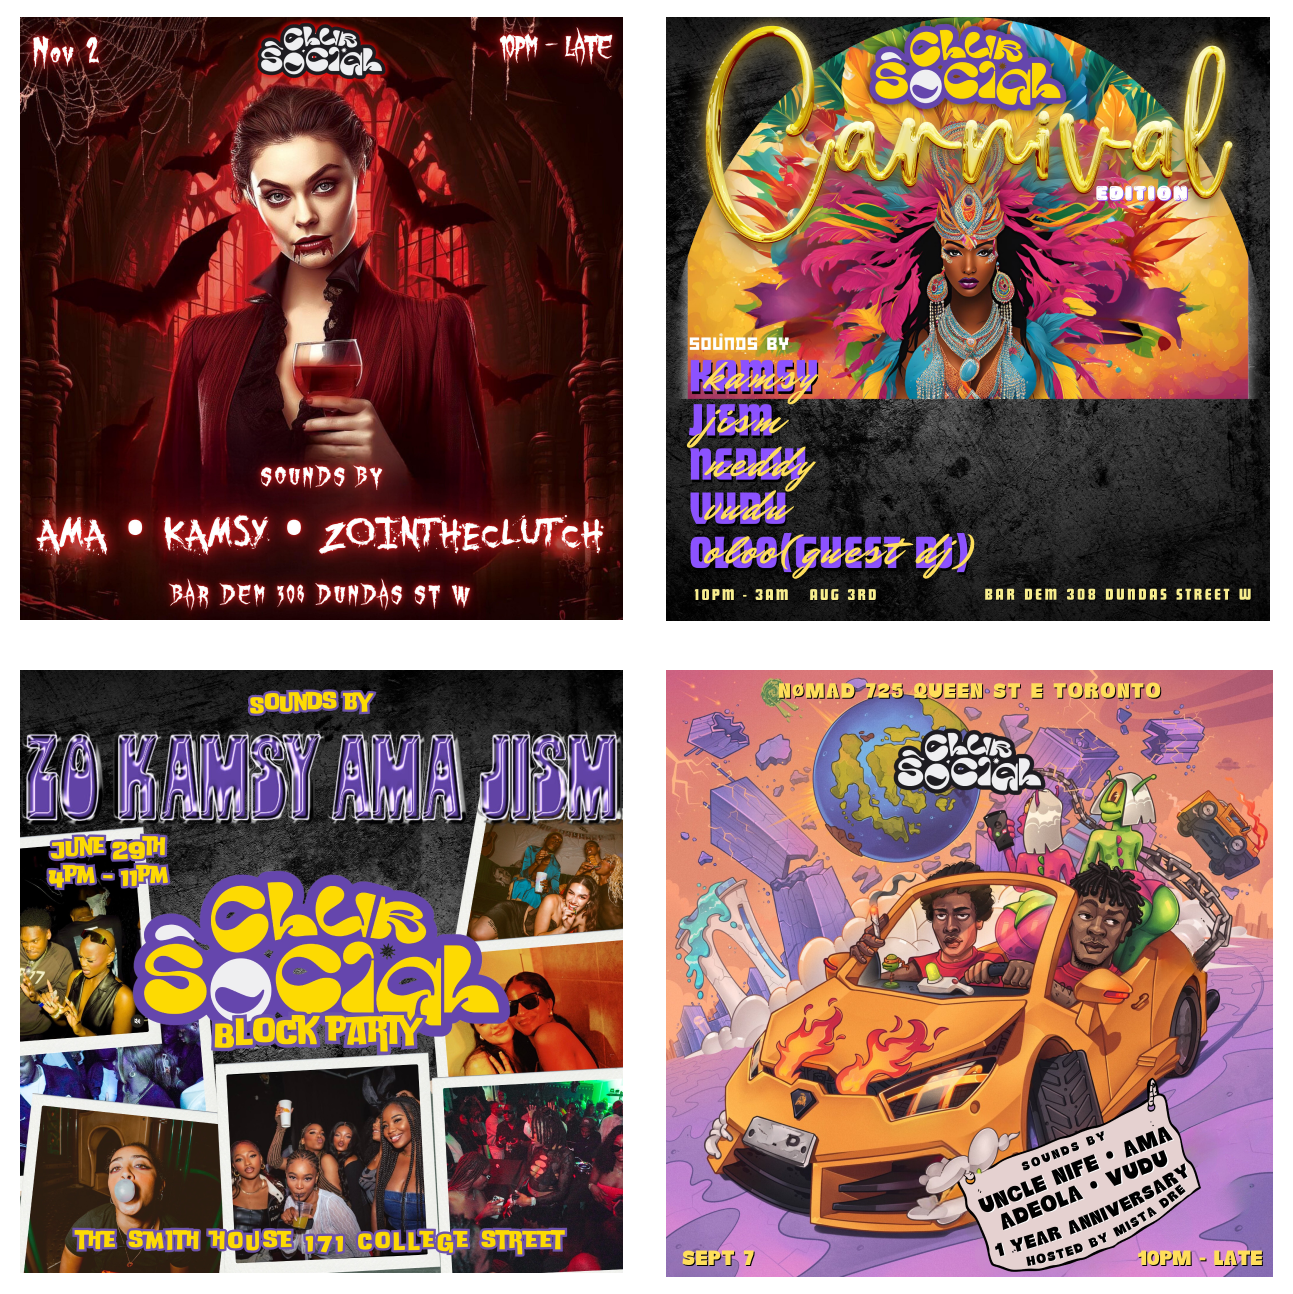 Nov 2
CLUB
SOCIAL
10PM - LATE
SOUNDS BY
AMA • KAMSY • ZOINTHECLUTCH
BAR DEM 308 DUNDAS ST W
CLUB
SOCIAL
Carnival
EDITION
SOUNDS BY
KAMSY kamsy
JISM jism
NEDDY neddy
VUDU vudu
OLOO(GUEST DJ) oloo(guest dj)
10PM - 3AM AUG 3RD
BAR DEM 308 DUNDAS STREET W
SOUNDS BY
ZO KAMSY AMA JISM
JUNE 29TH
4PM - 11PM
CLUB
SOCIAL
BLOCK PARTY
THE SMITH HOUSE 171 COLLEGE STREET
NØMAD 725 QUEEN ST E TORONTO
CLUB
SOCIAL
SOUNDS BY
UNCLE NIFE • AMA
ADEOLA • VUDU
1 YEAR ANNIVERSARY
HOSTED BY MISTA DRE
SEPT 7
10PM - LATE